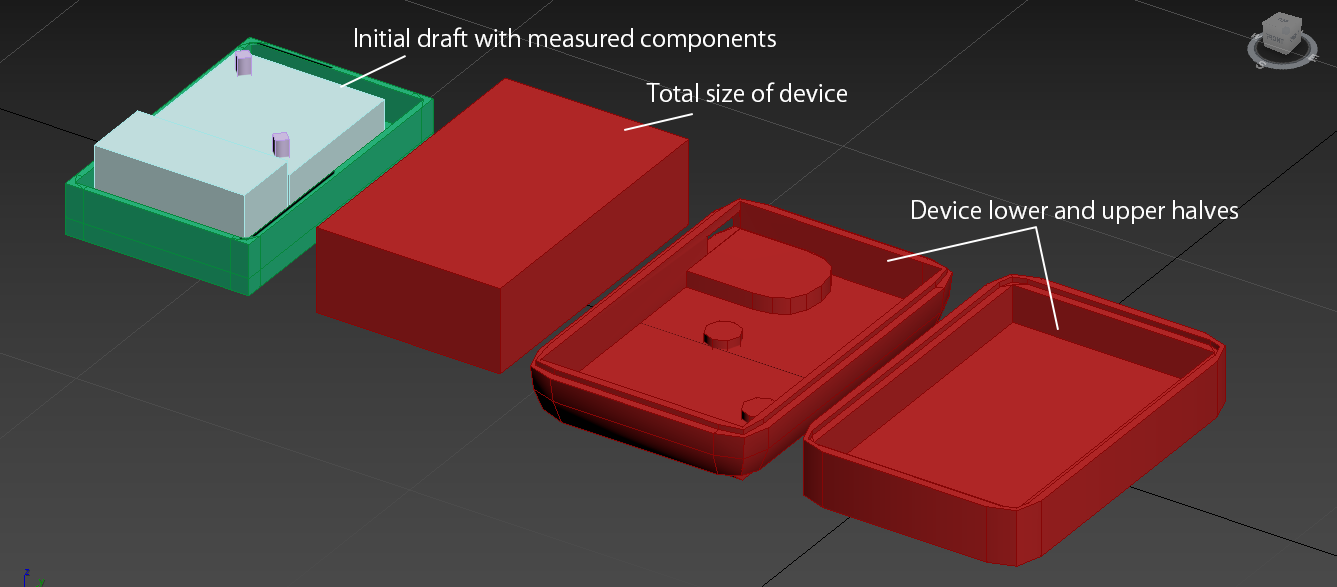 Initial draft with measured components
Total size of device
Device lower and upper halves
z